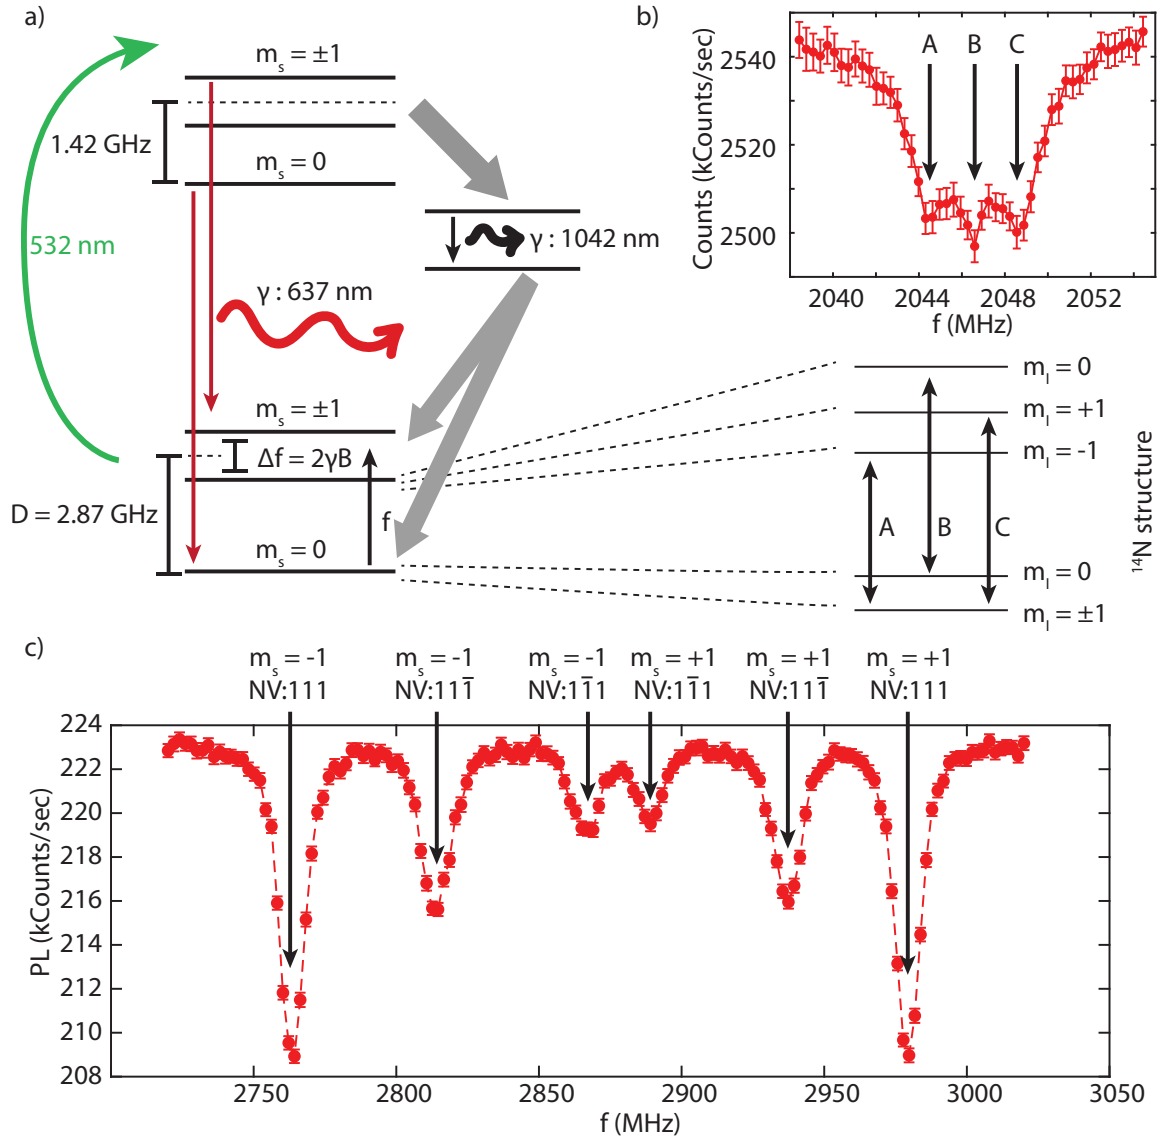 a)
m_s = ±1
1.42 GHz
m_s = 0
532 nm
γ : 1042 nm
γ : 637 nm
m_s = ±1
Δf = 2γB
D = 2.87 GHz
f
m_s = 0
b)
A B C
Counts (kCounts/sec)
2540
2520
2500
2040 2044 2048 2052
f (MHz)
m_I = 0
m_I = +1
m_I = -1
A B C
m_I = 0
m_I = ±1
¹⁴N structure
c)
m_s = -1 m_s = -1 m_s = -1 m_s = +1 m_s = +1 m_s = +1
NV:111 NV:111̅ NV:11̅1 NV:11̅1 NV:111̅ NV:111
PL (kCounts/sec)
224
222
220
218
216
214
212
210
208
2750 2800 2850 2900 2950 3000 3050
f (MHz)